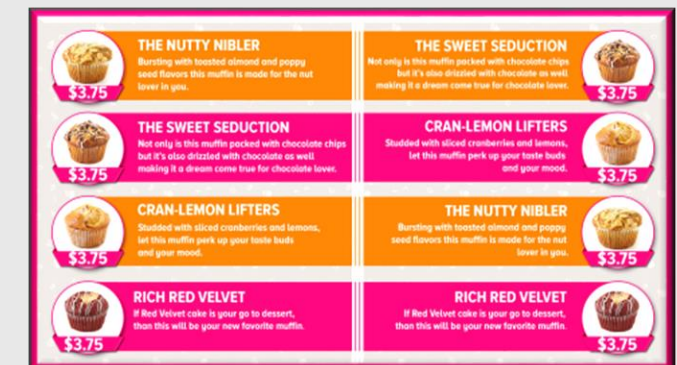 THE NUTTY NIBLER
Bursting with toasted almond and poppy
seed flavors this muffin is made for the nut
lover in you.
$3.75
THE SWEET SEDUCTION
Not only is this muffin packed with chocolate chips
but it's also drizzled with chocolate as well
making it a dream come true for chocolate lover.
$3.75
THE SWEET SEDUCTION
Not only is this muffin packed with chocolate chips
but it's also drizzled with chocolate as well
making it a dream come true for chocolate lover.
$3.75
CRAN-LEMON LIFTERS
Studded with sliced cranberries and lemons,
let this muffin perk up your taste buds
and your mood.
$3.75
CRAN-LEMON LIFTERS
Studded with sliced cranberries and lemons,
let this muffin perk up your taste buds
and your mood.
$3.75
THE NUTTY NIBLER
Bursting with toasted almond and poppy
seed flavors this muffin is made for the nut
lover in you.
$3.75
RICH RED VELVET
If Red Velvet cake is your go to dessert,
than this will be your new favorite muffin.
$3.75
RICH RED VELVET
If Red Velvet cake is your go to dessert,
than this will be your new favorite muffin.
$3.75